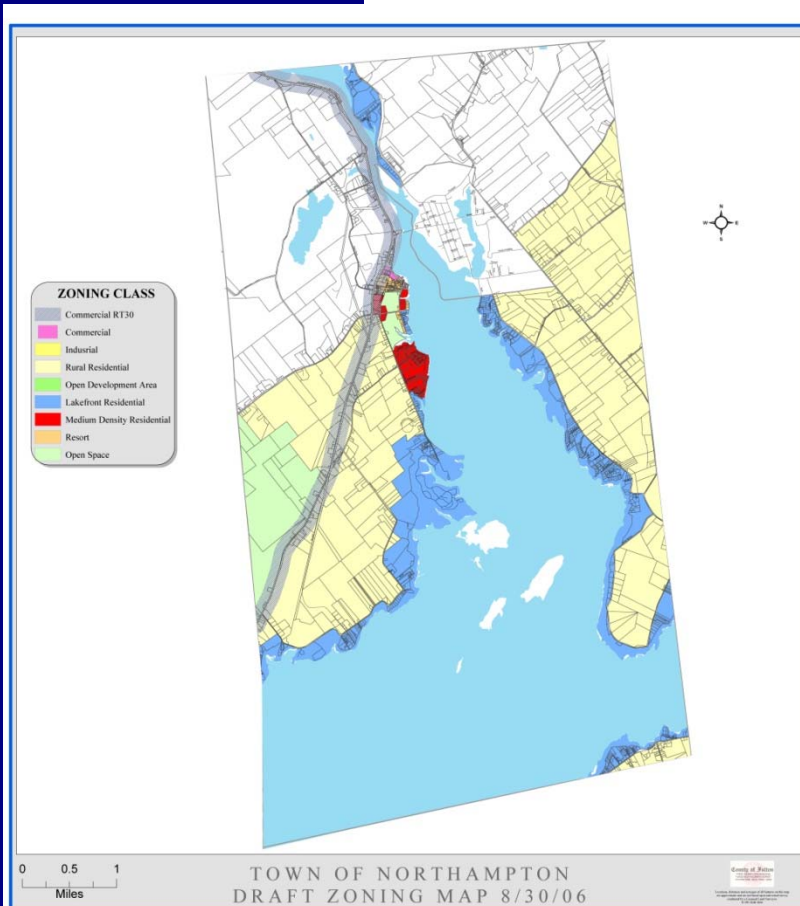 N
W
E
S
ZONING CLASS
Commercial RT30
Commercial
Indusrial
Rural Residential
Open Development Area
Lakefront Residential
Medium Density Residential
Resort
Open Space
0 0.5 1
Miles
TOWN OF NORTHAMPTON
DRAFT ZONING MAP 8/30/06
County of Fulton